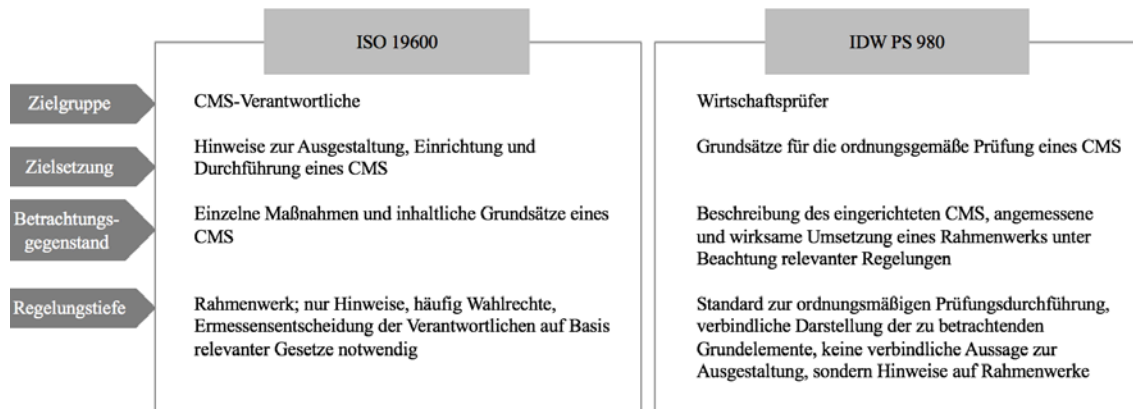 ISO 19600
IDW PS 980
Zielgruppe
CMS-Verantwortliche
Wirtschaftsprüfer
Zielsetzung
Hinweise zur Ausgestaltung, Einrichtung und
Durchführung eines CMS
Grundsätze für die ordnungsgemäße Prüfung eines CMS
Betrachtungs-
gegenstand
Einzelne Maßnahmen und inhaltliche Grundsätze eines
CMS
Beschreibung des eingerichteten CMS, angemessene
und wirksame Umsetzung eines Rahmenwerks unter
Beachtung relevanter Regelungen
Regelungstiefe
Rahmenwerk; nur Hinweise, häufig Wahlrechte,
Ermessensentscheidung der Verantwortlichen auf Basis
relevanter Gesetze notwendig
Standard zur ordnungsmäßigen Prüfungsdurchführung,
verbindliche Darstellung der zu betrachtenden
Grundelemente, keine verbindliche Aussage zur
Ausgestaltung, sondern Hinweise auf Rahmenwerke